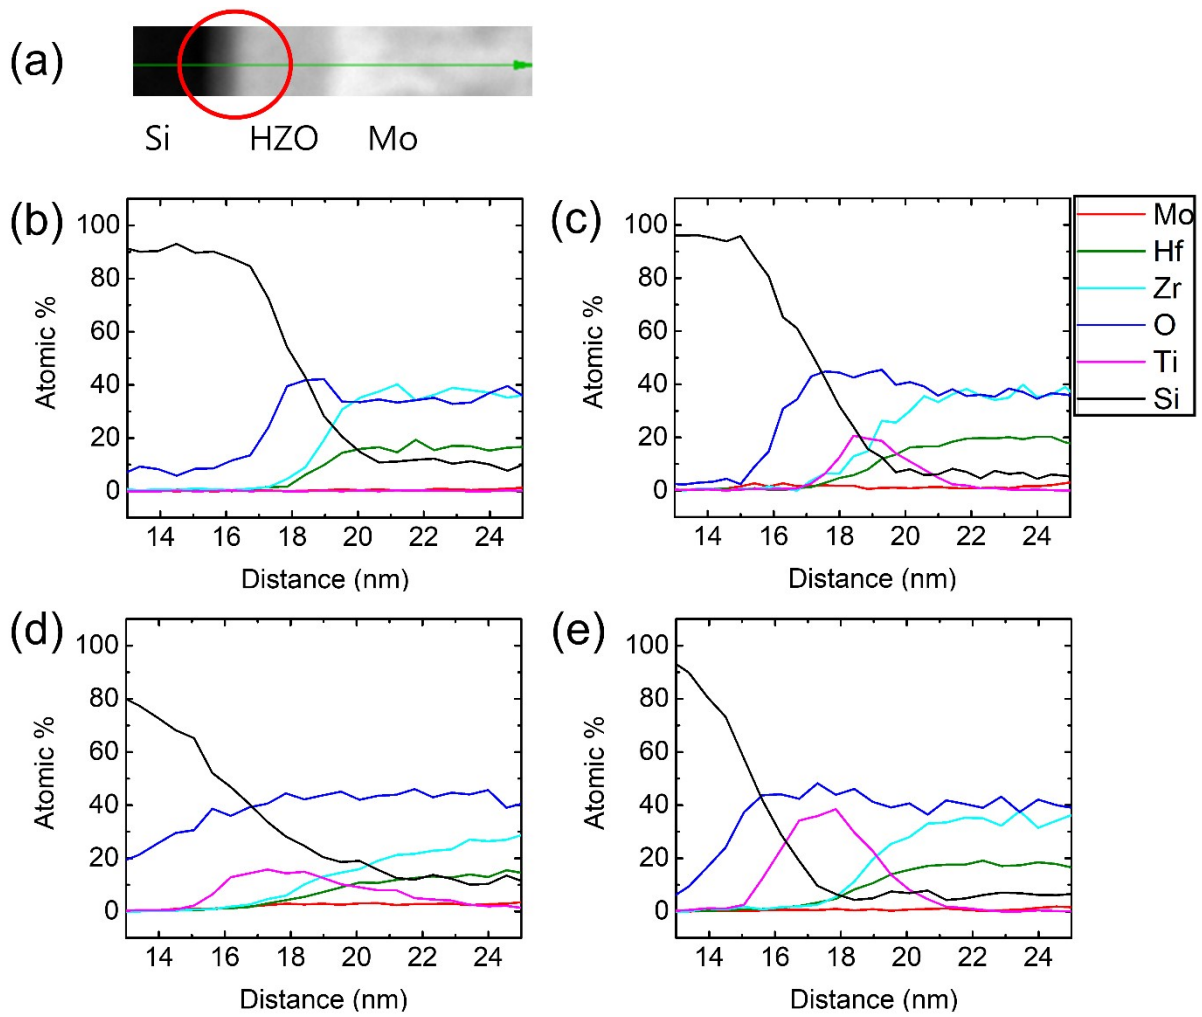 (a)
Si HZO Mo
(b)
100
80
60
40
20
0
Atomic %
14 16 18 20 22 24
Distance (nm)
(c)
100
80
60
40
20
0
Atomic %
14 16 18 20 22 24
Distance (nm)
Mo
Hf
Zr
O
Ti
Si
(d)
100
80
60
40
20
0
Atomic %
14 16 18 20 22 24
Distance (nm)
(e)
100
80
60
40
20
0
Atomic %
14 16 18 20 22 24
Distance (nm)